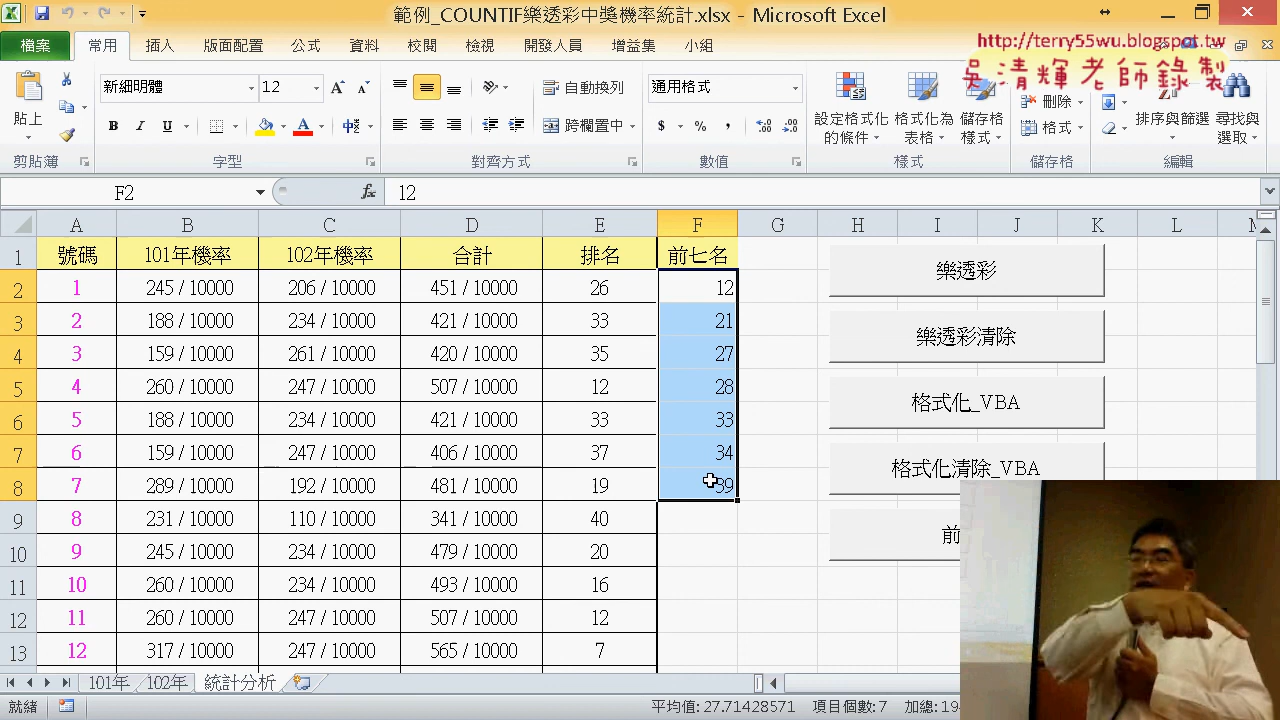 範例_COUNTIF樂透彩中獎機率統計.xlsx - Microsoft Excel
檔案 常用 插入 版面配置 公式 資料 校閱 檢視 開發人員 增益集 小組
http://terry55wu.blogspot.tw
吳清輝老師錄製
新細明體 12 自動換列 通用格式 刪除
貼上 B I U 跨欄置中 $ % , 設定格式化的條件 格式化為表格 儲存格樣式 格式 排序與篩選 尋找與選取
剪貼簿 字型 對齊方式 數值 樣式 儲存格 編輯
F2 fx 12
A B C D E F G H I J K L
1 號碼 101年機率 102年機率 合計 排名 前七名
2 1 245 / 10000 206 / 10000 451 / 10000 26 12
3 2 188 / 10000 234 / 10000 421 / 10000 33 21
4 3 159 / 10000 261 / 10000 420 / 10000 35 27
5 4 260 / 10000 247 / 10000 507 / 10000 12 28
6 5 188 / 10000 234 / 10000 421 / 10000 33 33
7 6 159 / 10000 247 / 10000 406 / 10000 37 34
8 7 289 / 10000 192 / 10000 481 / 10000 19 39
9 8 231 / 10000 110 / 10000 341 / 10000 40
10 9 245 / 10000 234 / 10000 479 / 10000 20
11 10 260 / 10000 234 / 10000 493 / 10000 16
12 11 260 / 10000 247 / 10000 507 / 10000 12
13 12 317 / 10000 247 / 10000 565 / 10000 7
樂透彩
樂透彩清除
格式化_VBA
格式化清除_VBA
前
101年 102年 統計分析
就緒 平均值: 27.71428571 項目個數: 7 加總: 19